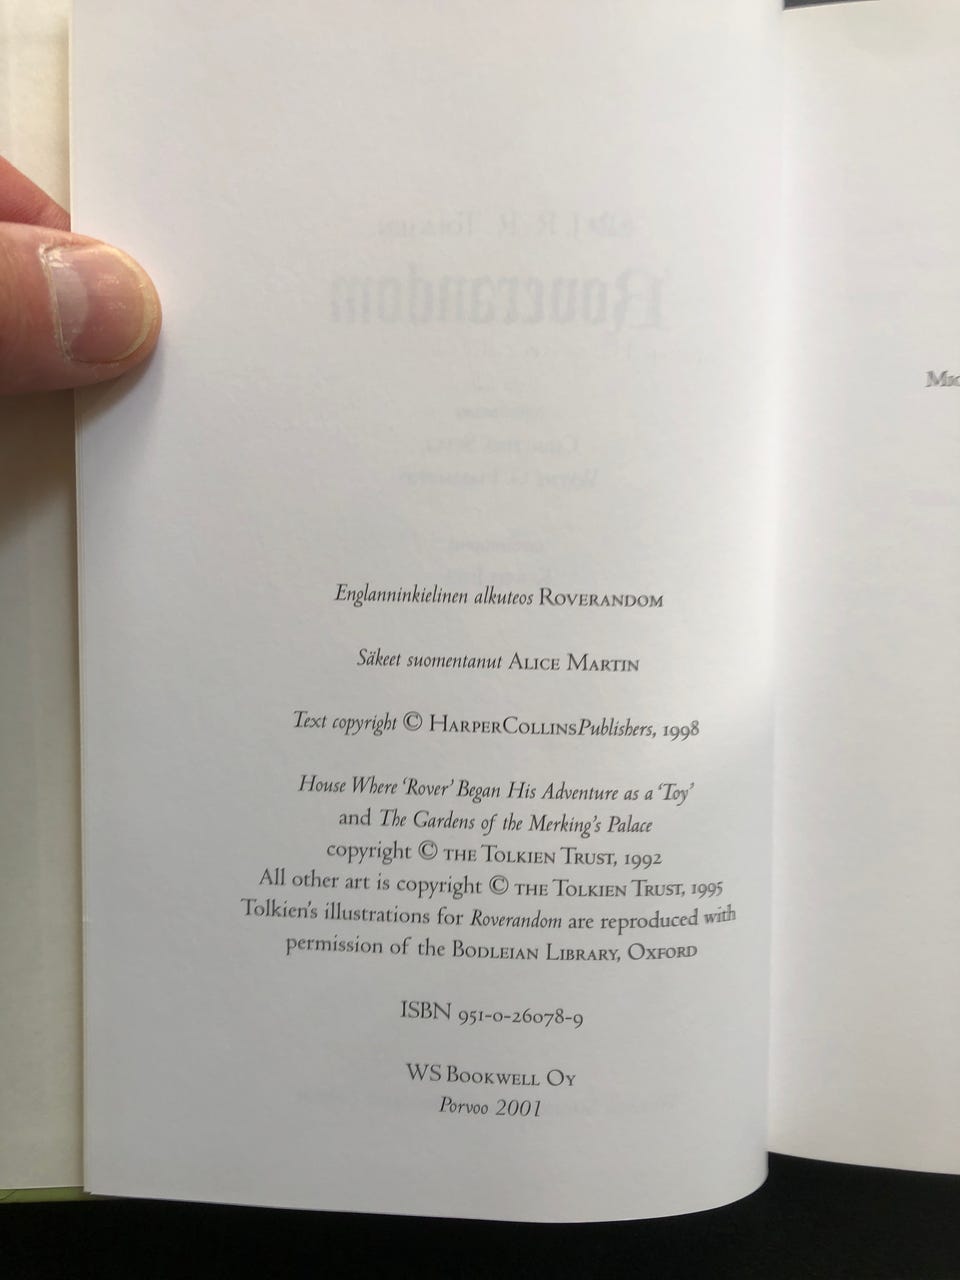 Englanninkielinen alkuteos ROVERANDOM
Säkeet suomentanut ALICE MARTIN
Text copyright © HARPERCOLLINSPublishers, 1998
House Where ‘Rover’ Began His Adventure as a ‘Toy’
and The Gardens of the Merking’s Palace
copyright © THE TOLKIEN TRUST, 1992
All other art is copyright © THE TOLKIEN TRUST, 1995
Tolkien’s illustrations for Roverandom are reproduced with
permission of the BODLEIAN LIBRARY, OXFORD
ISBN 951-0-26078-9
WS BOOKWELL OY
Porvoo 2001